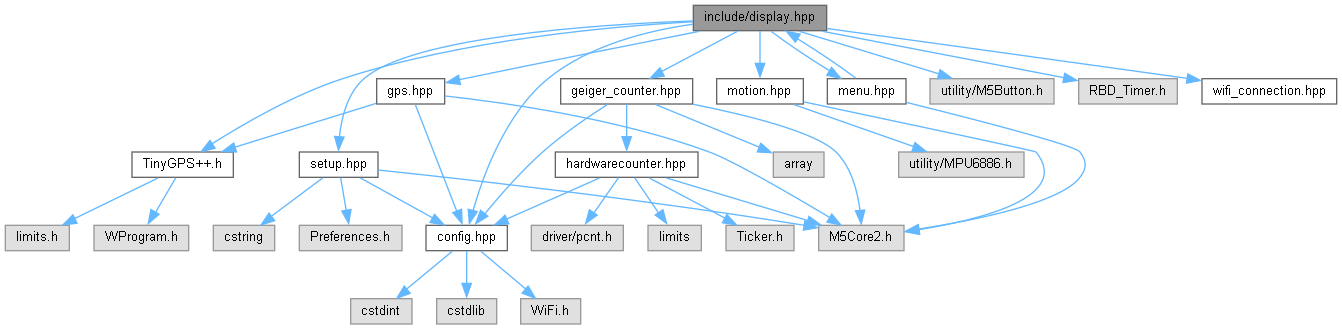 include/display.hpp
gps.hpp
geiger_counter.hpp
motion.hpp
menu.hpp
utility/M5Button.h
RBD_Timer.h
wifi_connection.hpp
TinyGPS++.h
setup.hpp
hardwarecounter.hpp
array
utility/MPU6886.h
limits.h
WProgram.h
cstring
Preferences.h
config.hpp
driver/pcnt.h
limits
Ticker.h
M5Core2.h
cstdint
cstdlib
WiFi.h